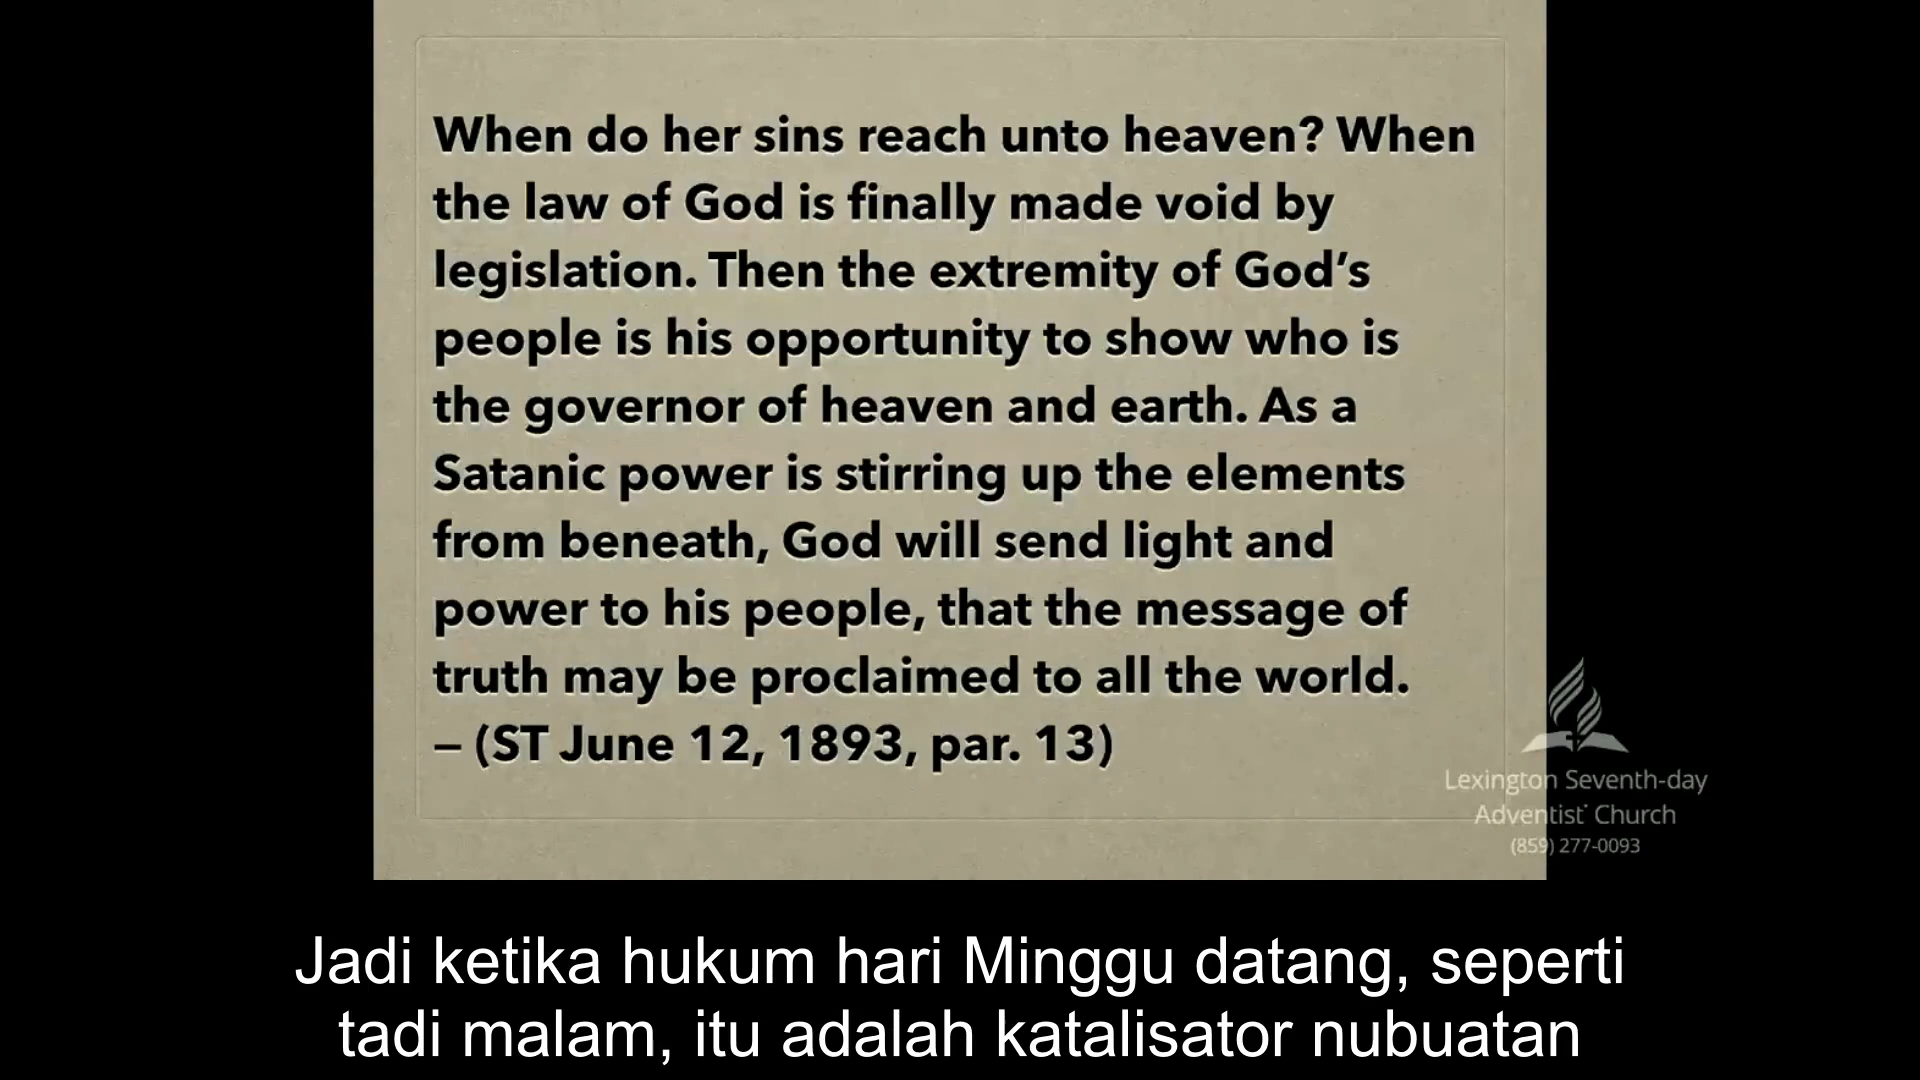 When do her sins reach unto heaven? When
the law of God is finally made void by
legislation. Then the extremity of God’s
people is his opportunity to show who is
the governor of heaven and earth. As a
Satanic power is stirring up the elements
from beneath, God will send light and
power to his people, that the message of
truth may be proclaimed to all the world.
– (ST June 12, 1893, par. 13)
Lexington Seventh-day
Adventist® Church
(859) 277-0093
Jadi ketika hukum hari Minggu datang, seperti
tadi malam, itu adalah katalisator nubuatan